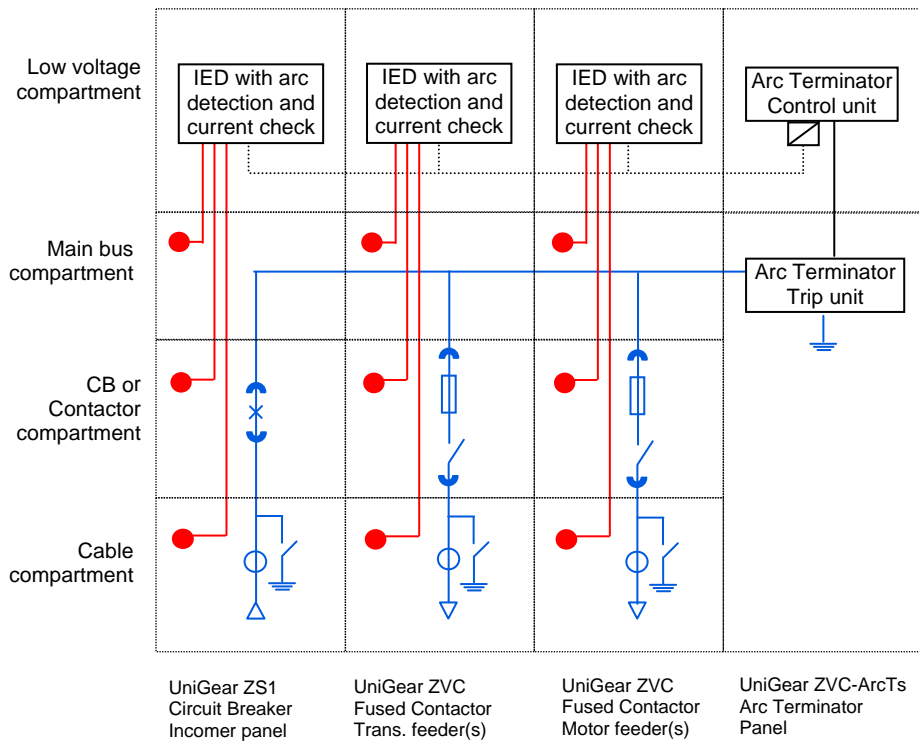 Low voltage
compartment
IED with arc
detection and
current check
IED with arc
detection and
current check
IED with arc
detection and
current check
Arc Terminator
Control unit
Main bus
compartment
Arc Terminator
Trip unit
CB or
Contactor
compartment
Cable
compartment
UniGear ZS1
Circuit Breaker
Incomer panel
UniGear ZVC
Fused Contactor
Trans. feeder(s)
UniGear ZVC
Fused Contactor
Motor feeder(s)
UniGear ZVC-ArcTs
Arc Terminator
Panel